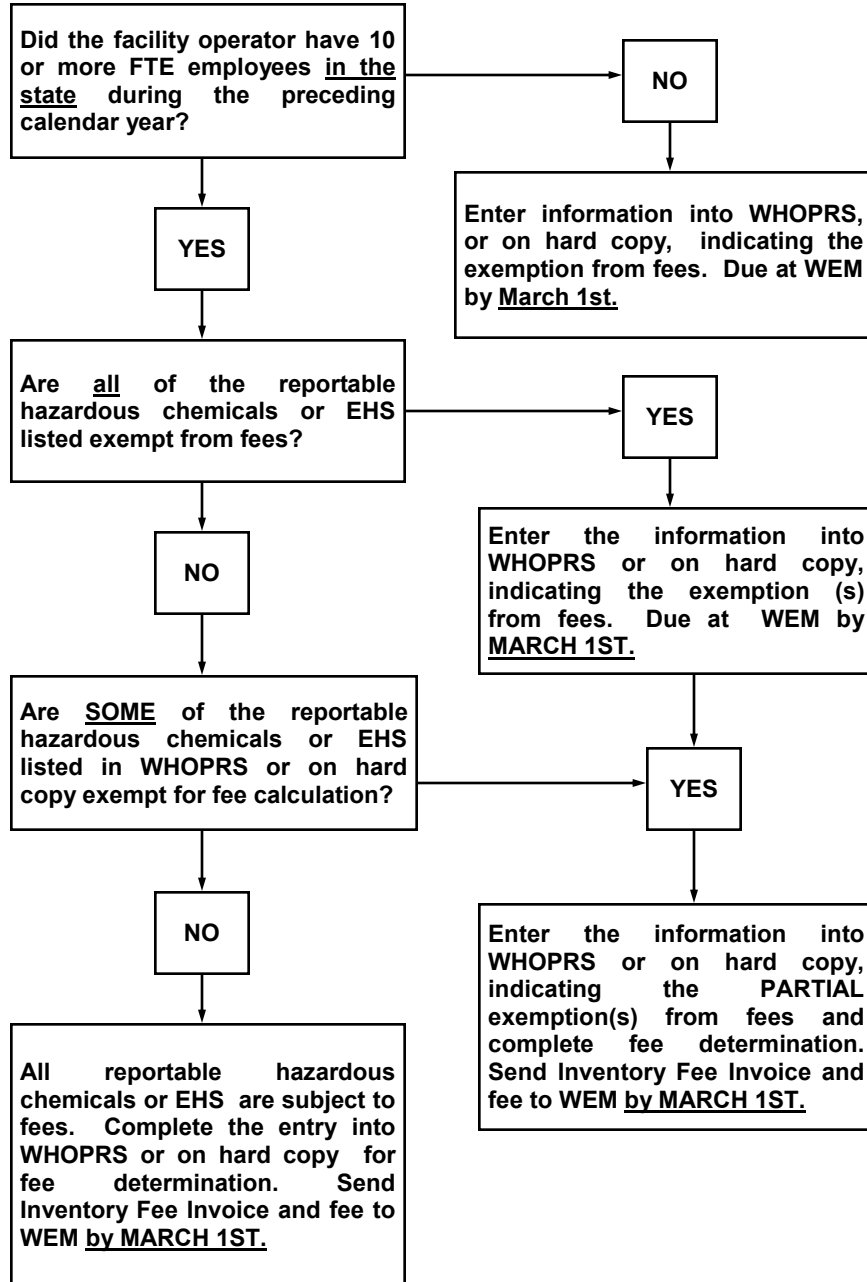 Did the facility operator have 10
or more FTE employees in the
state during the preceding
calendar year?
NO
YES
Enter information into WHOPRS,
or on hard copy, indicating the
exemption from fees. Due at WEM
by March 1st.
Are all of the reportable
hazardous chemicals or EHS
listed exempt from fees?
YES
NO
Enter the information into
WHOPRS or on hard copy,
indicating the exemption (s)
from fees. Due at WEM by
MARCH 1ST.
Are SOME of the reportable
hazardous chemicals or EHS
listed in WHOPRS or on hard
copy exempt for fee calculation?
YES
NO
Enter the information into
WHOPRS or on hard copy,
indicating the PARTIAL
exemption(s) from fees and
complete fee determination.
Send Inventory Fee Invoice and
fee to WEM by MARCH 1ST.
All reportable hazardous
chemicals or EHS are subject to
fees. Complete the entry into
WHOPRS or on hard copy for
fee determination. Send
Inventory Fee Invoice and fee to
WEM by MARCH 1ST.